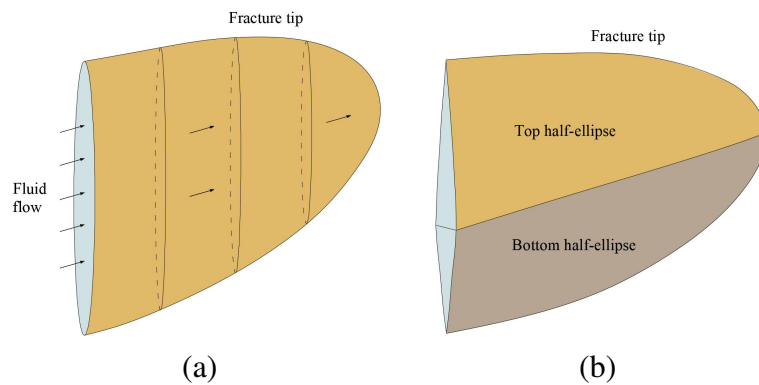 Fracture tip
Fluid
flow
(a)
Fracture tip
Top half-ellipse
Bottom half-ellipse
(b)